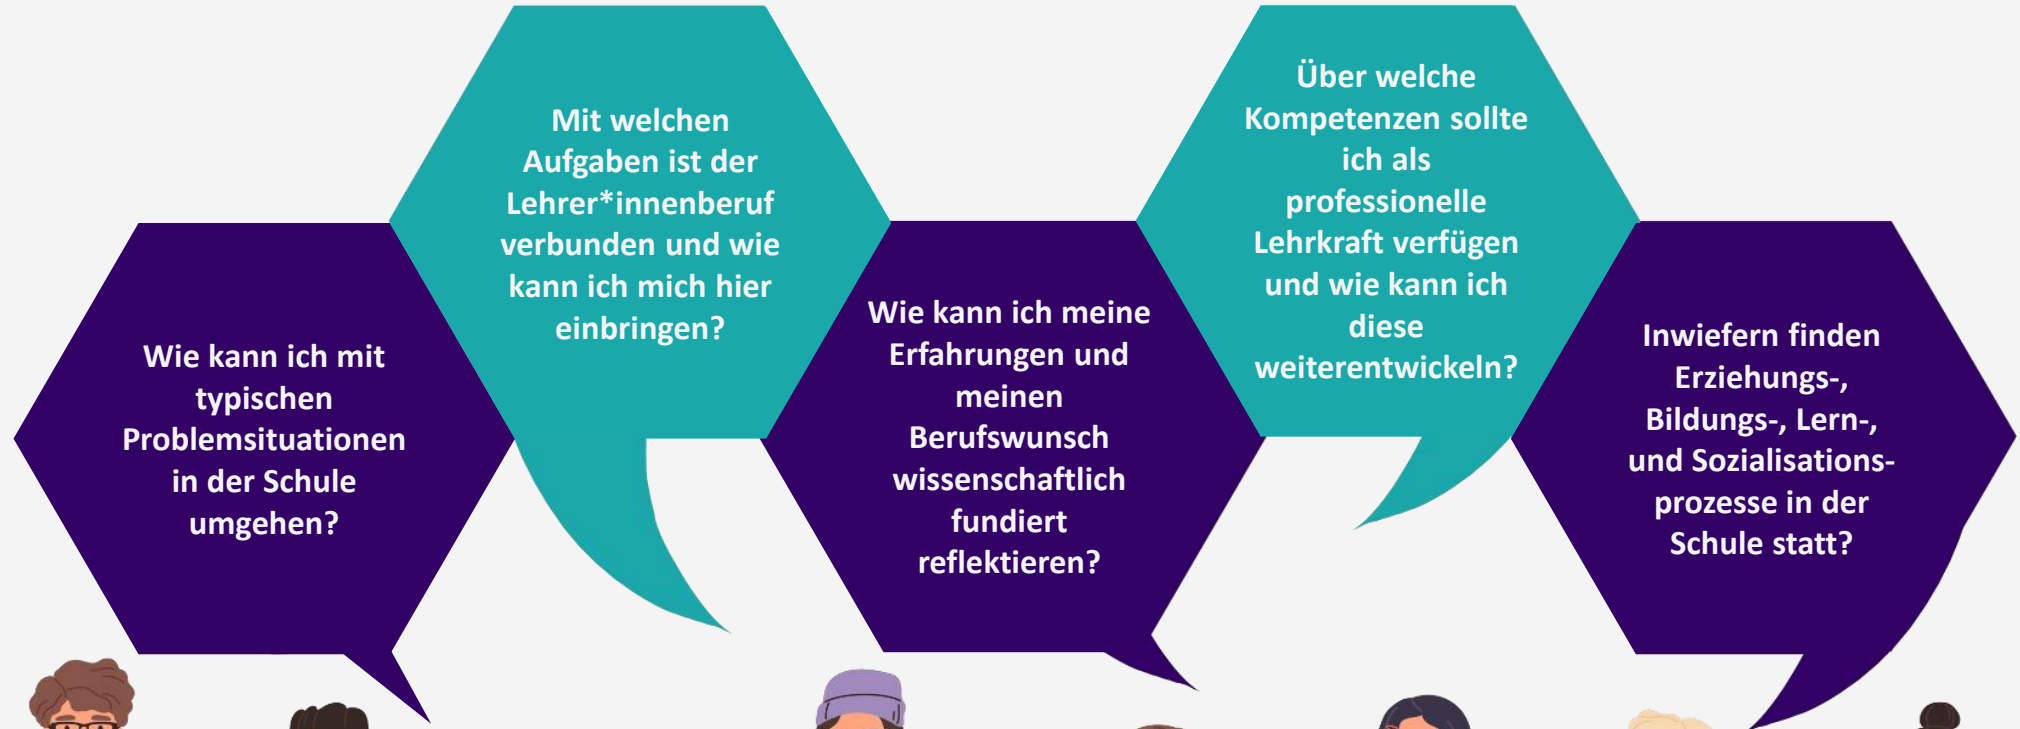 Wie kann ich mit
typischen
Problemsituationen
in der Schule
umgehen?
Mit welchen
Aufgaben ist der
Lehrer*innenberuf
verbunden und wie
kann ich mich hier
einbringen?
Wie kann ich meine
Erfahrungen und
meinen
Berufswunsch
wissenschaftlich
fundiert
reflektieren?
Über welche
Kompetenzen sollte
ich als
professionelle
Lehrkraft verfügen
und wie kann ich
diese
weiterentwickeln?
Inwiefern finden
Erziehungs-,
Bildungs-, Lern-,
und Sozialisations-
prozesse in der
Schule statt?